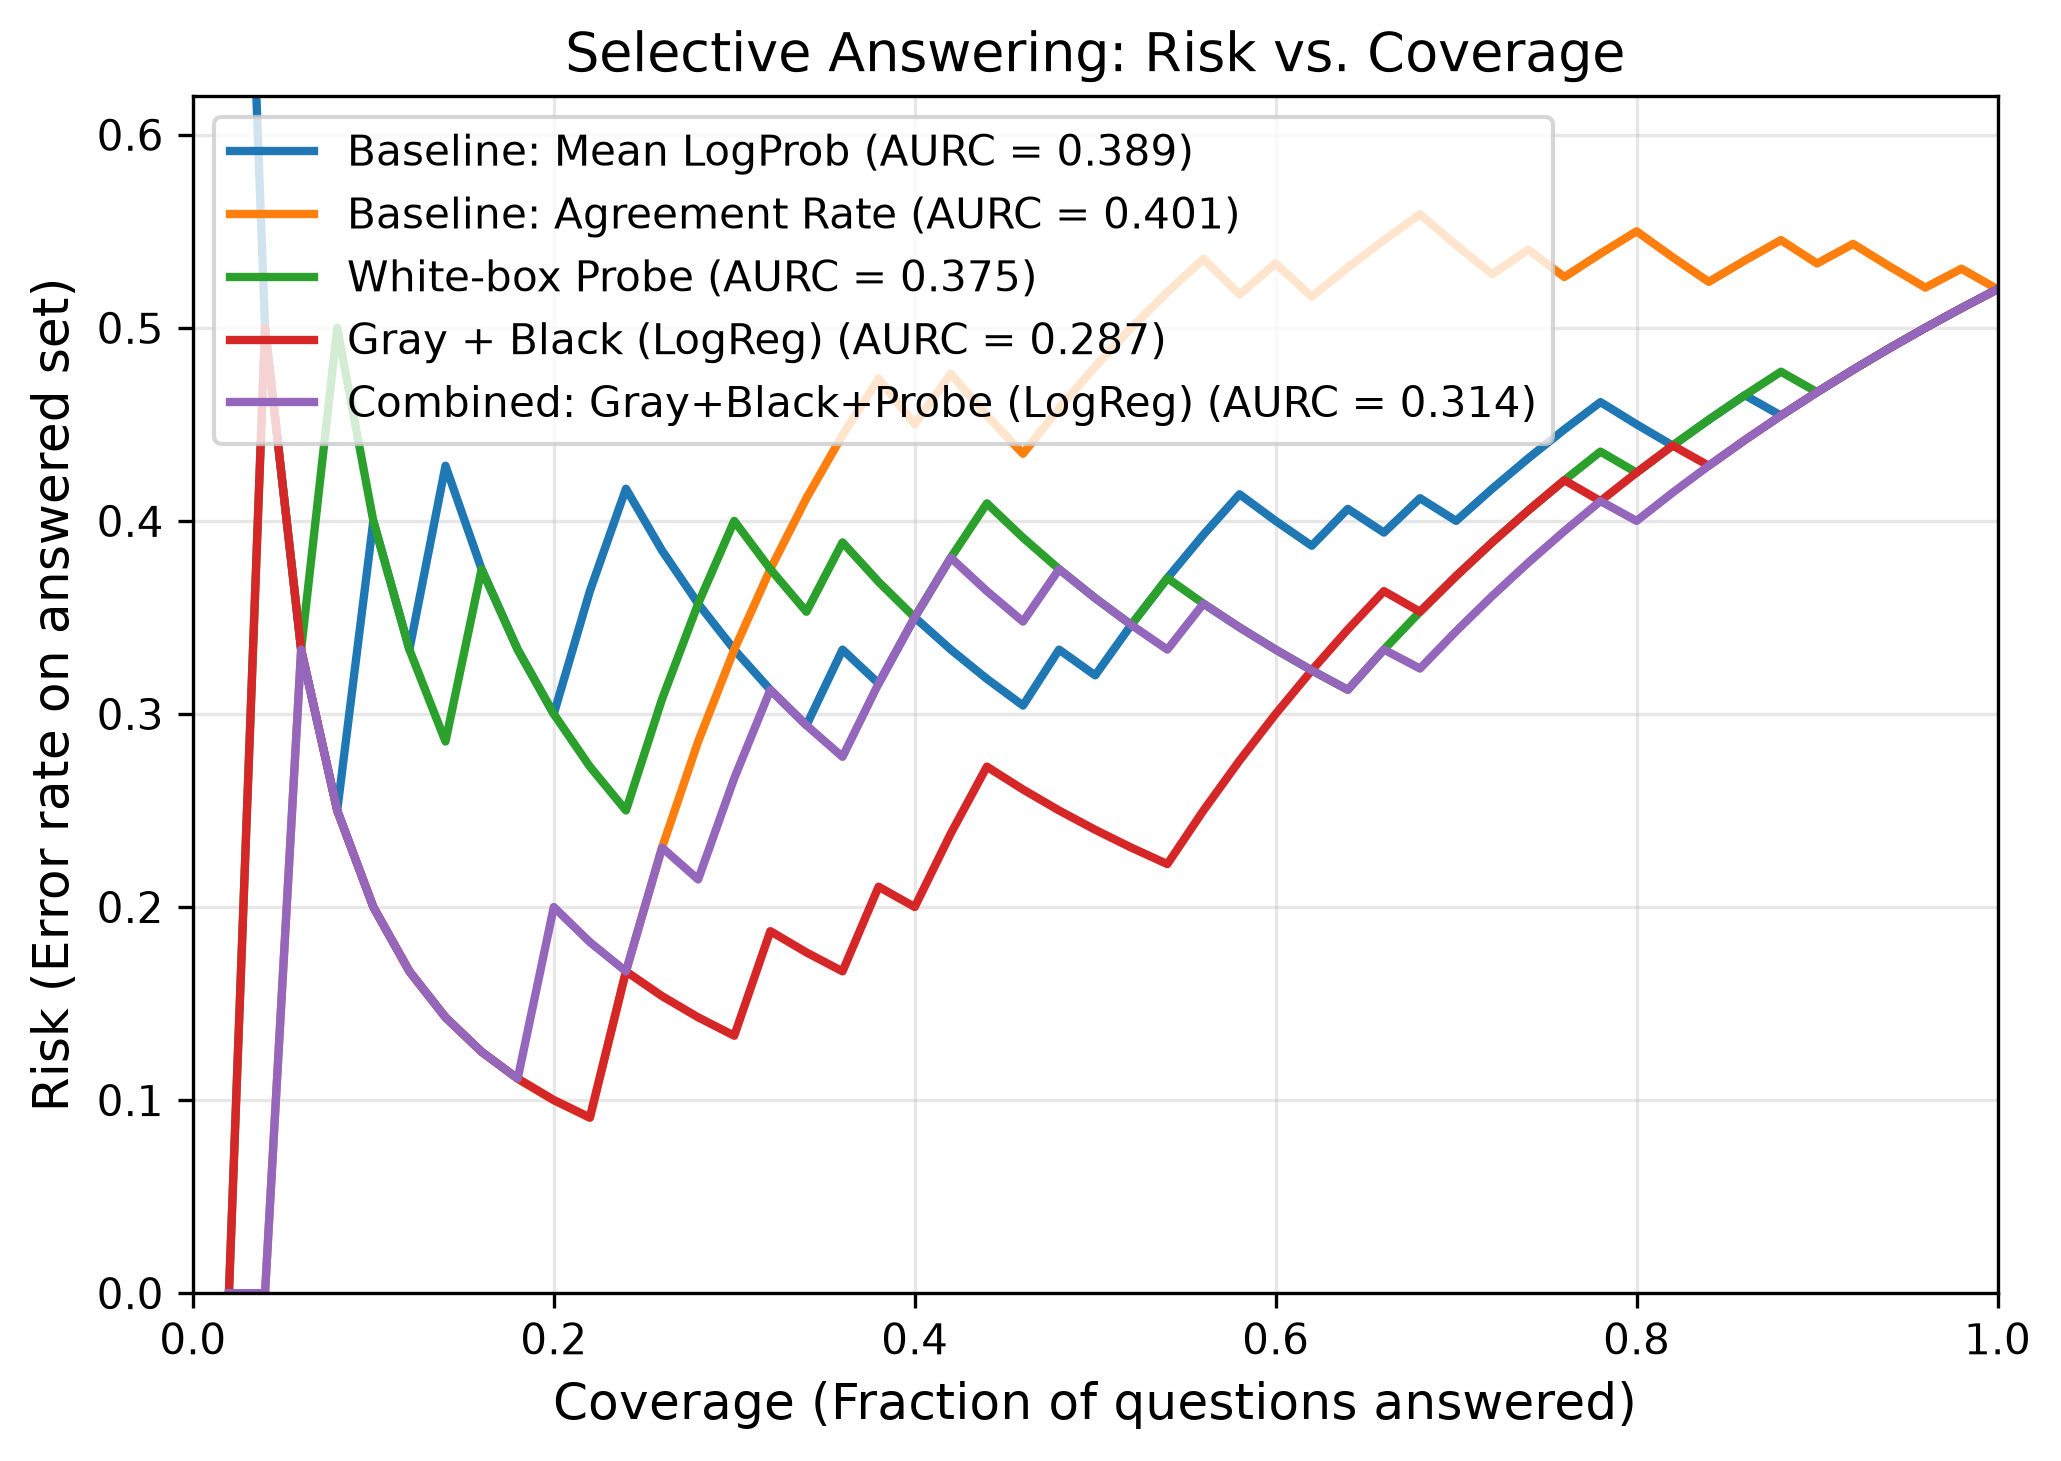 Selective Answering: Risk vs. Coverage
Baseline: Mean LogProb (AURC = 0.389)
Baseline: Agreement Rate (AURC = 0.401)
White-box Probe (AURC = 0.375)
Gray + Black (LogReg) (AURC = 0.287)
Combined: Gray+Black+Probe (LogReg) (AURC = 0.314)
Risk (Error rate on answered set)
0.6
0.5
0.4
0.3
0.2
0.1
0.0
0.0 0.2 0.4 0.6 0.8 1.0
Coverage (Fraction of questions answered)